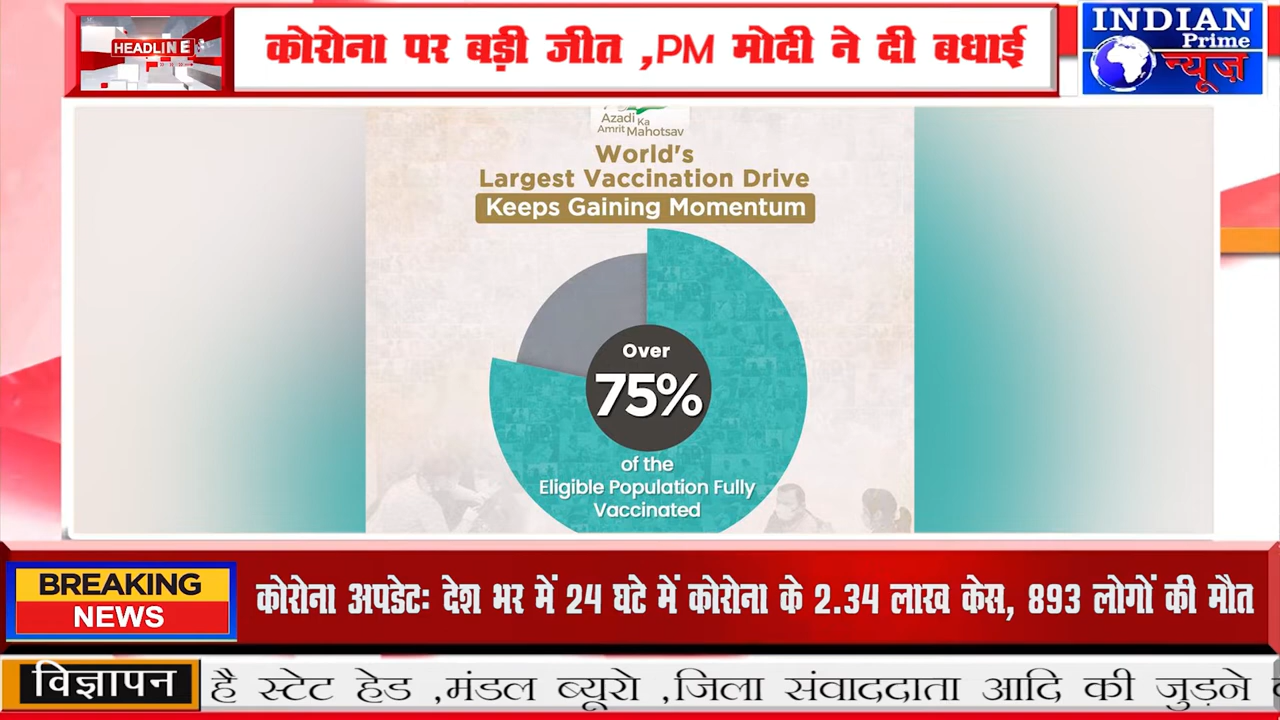 HEADLINE
कोरोना पर बड़ी जीत ,PM मोदी ने दी बधाई
INDIAN
Prime
न्यूज़
Azadi Ka
Amrit Mahotsav
World's
Largest Vaccination Drive
Keeps Gaining Momentum
Over
75%
of the
Eligible Population Fully
Vaccinated
BREAKING
NEWS
कोरोना अपडेटः देश भर में 24 घटे में कोरोना के 2.34 लाख केस, 893 लोगों की मौत
विज्ञापन
है स्टेट हेड ,मंडल ब्यूरो ,जिला संवाददाता आदि की जुड़ने